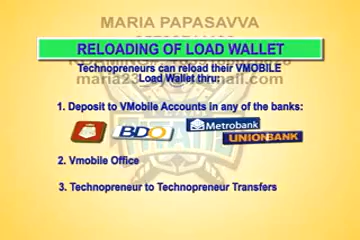 MARIA PAPASAVVA
RELOADING OF LOAD WALLET
Technopreneurs can reload their VMOBILE
Load Wallet thru:
1. Deposit to VMobile Accounts in any of the banks:
BDO
Metrobank
UNIONBANK
2. Vmobile Office
3. Technopreneur to Technopreneur Transfers